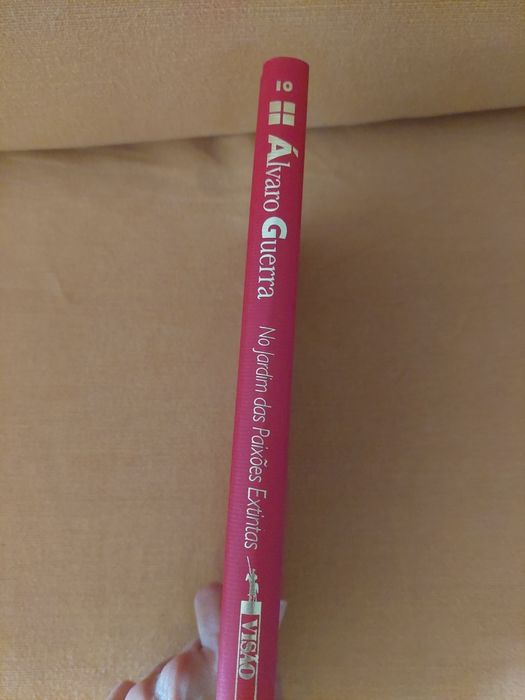 10
Álvaro Guerra
No Jardim das Paixões Extintas
VISÃO